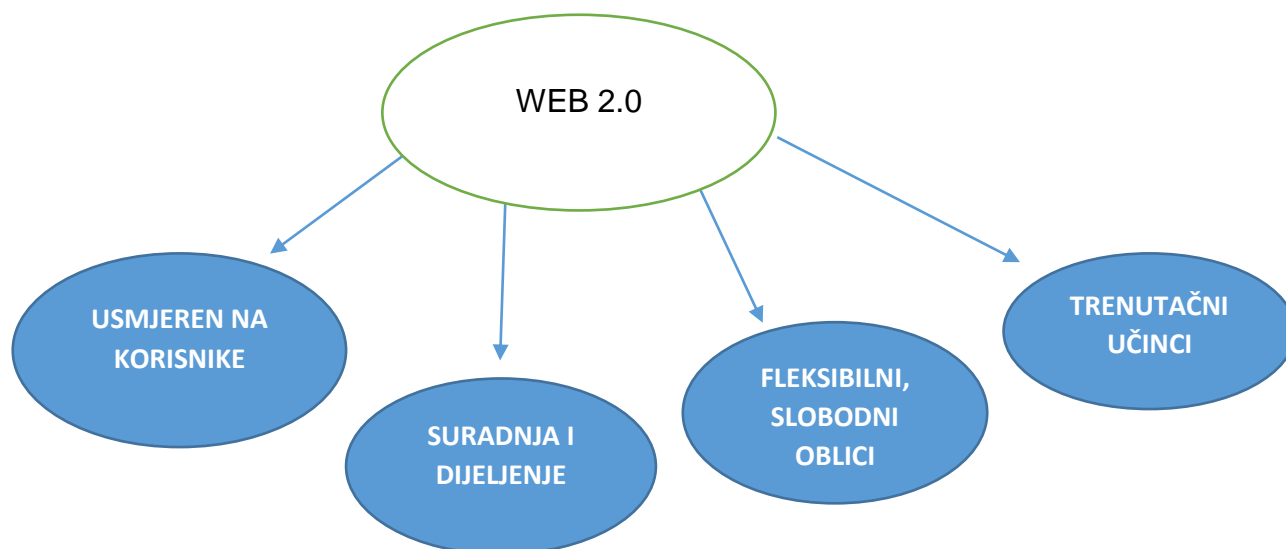 WEB 2.0
USMJEREN NA
KORISNIKE
SURADNJA I
DIJELJENJE
FLEKSIBILNI,
SLOBODNI
OBLICI
TRENUTAČNI
UČINCI